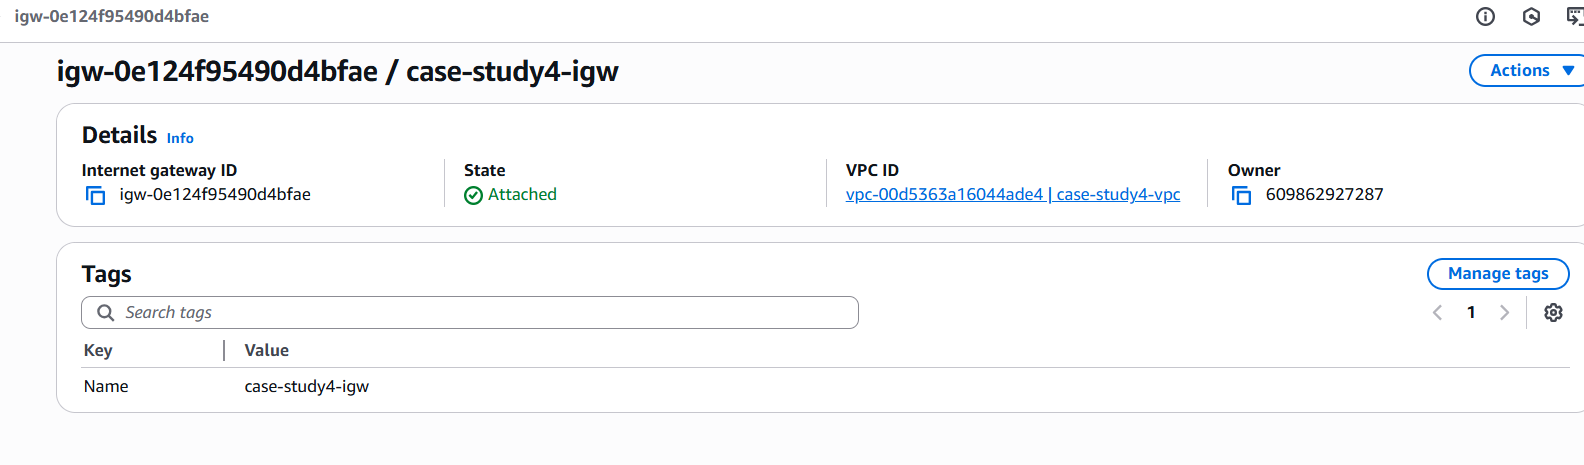 igw-0e124f95490d4bfae
igw-0e124f95490d4bfae / case-study4-igw
Actions
Details Info
Internet gateway ID
igw-0e124f95490d4bfae
State
Attached
VPC ID
vpc-00d5363a16044ade4 | case-study4-vpc
Owner
609862927287
Tags
Manage tags
Search tags
1
Key Value
Name case-study4-igw